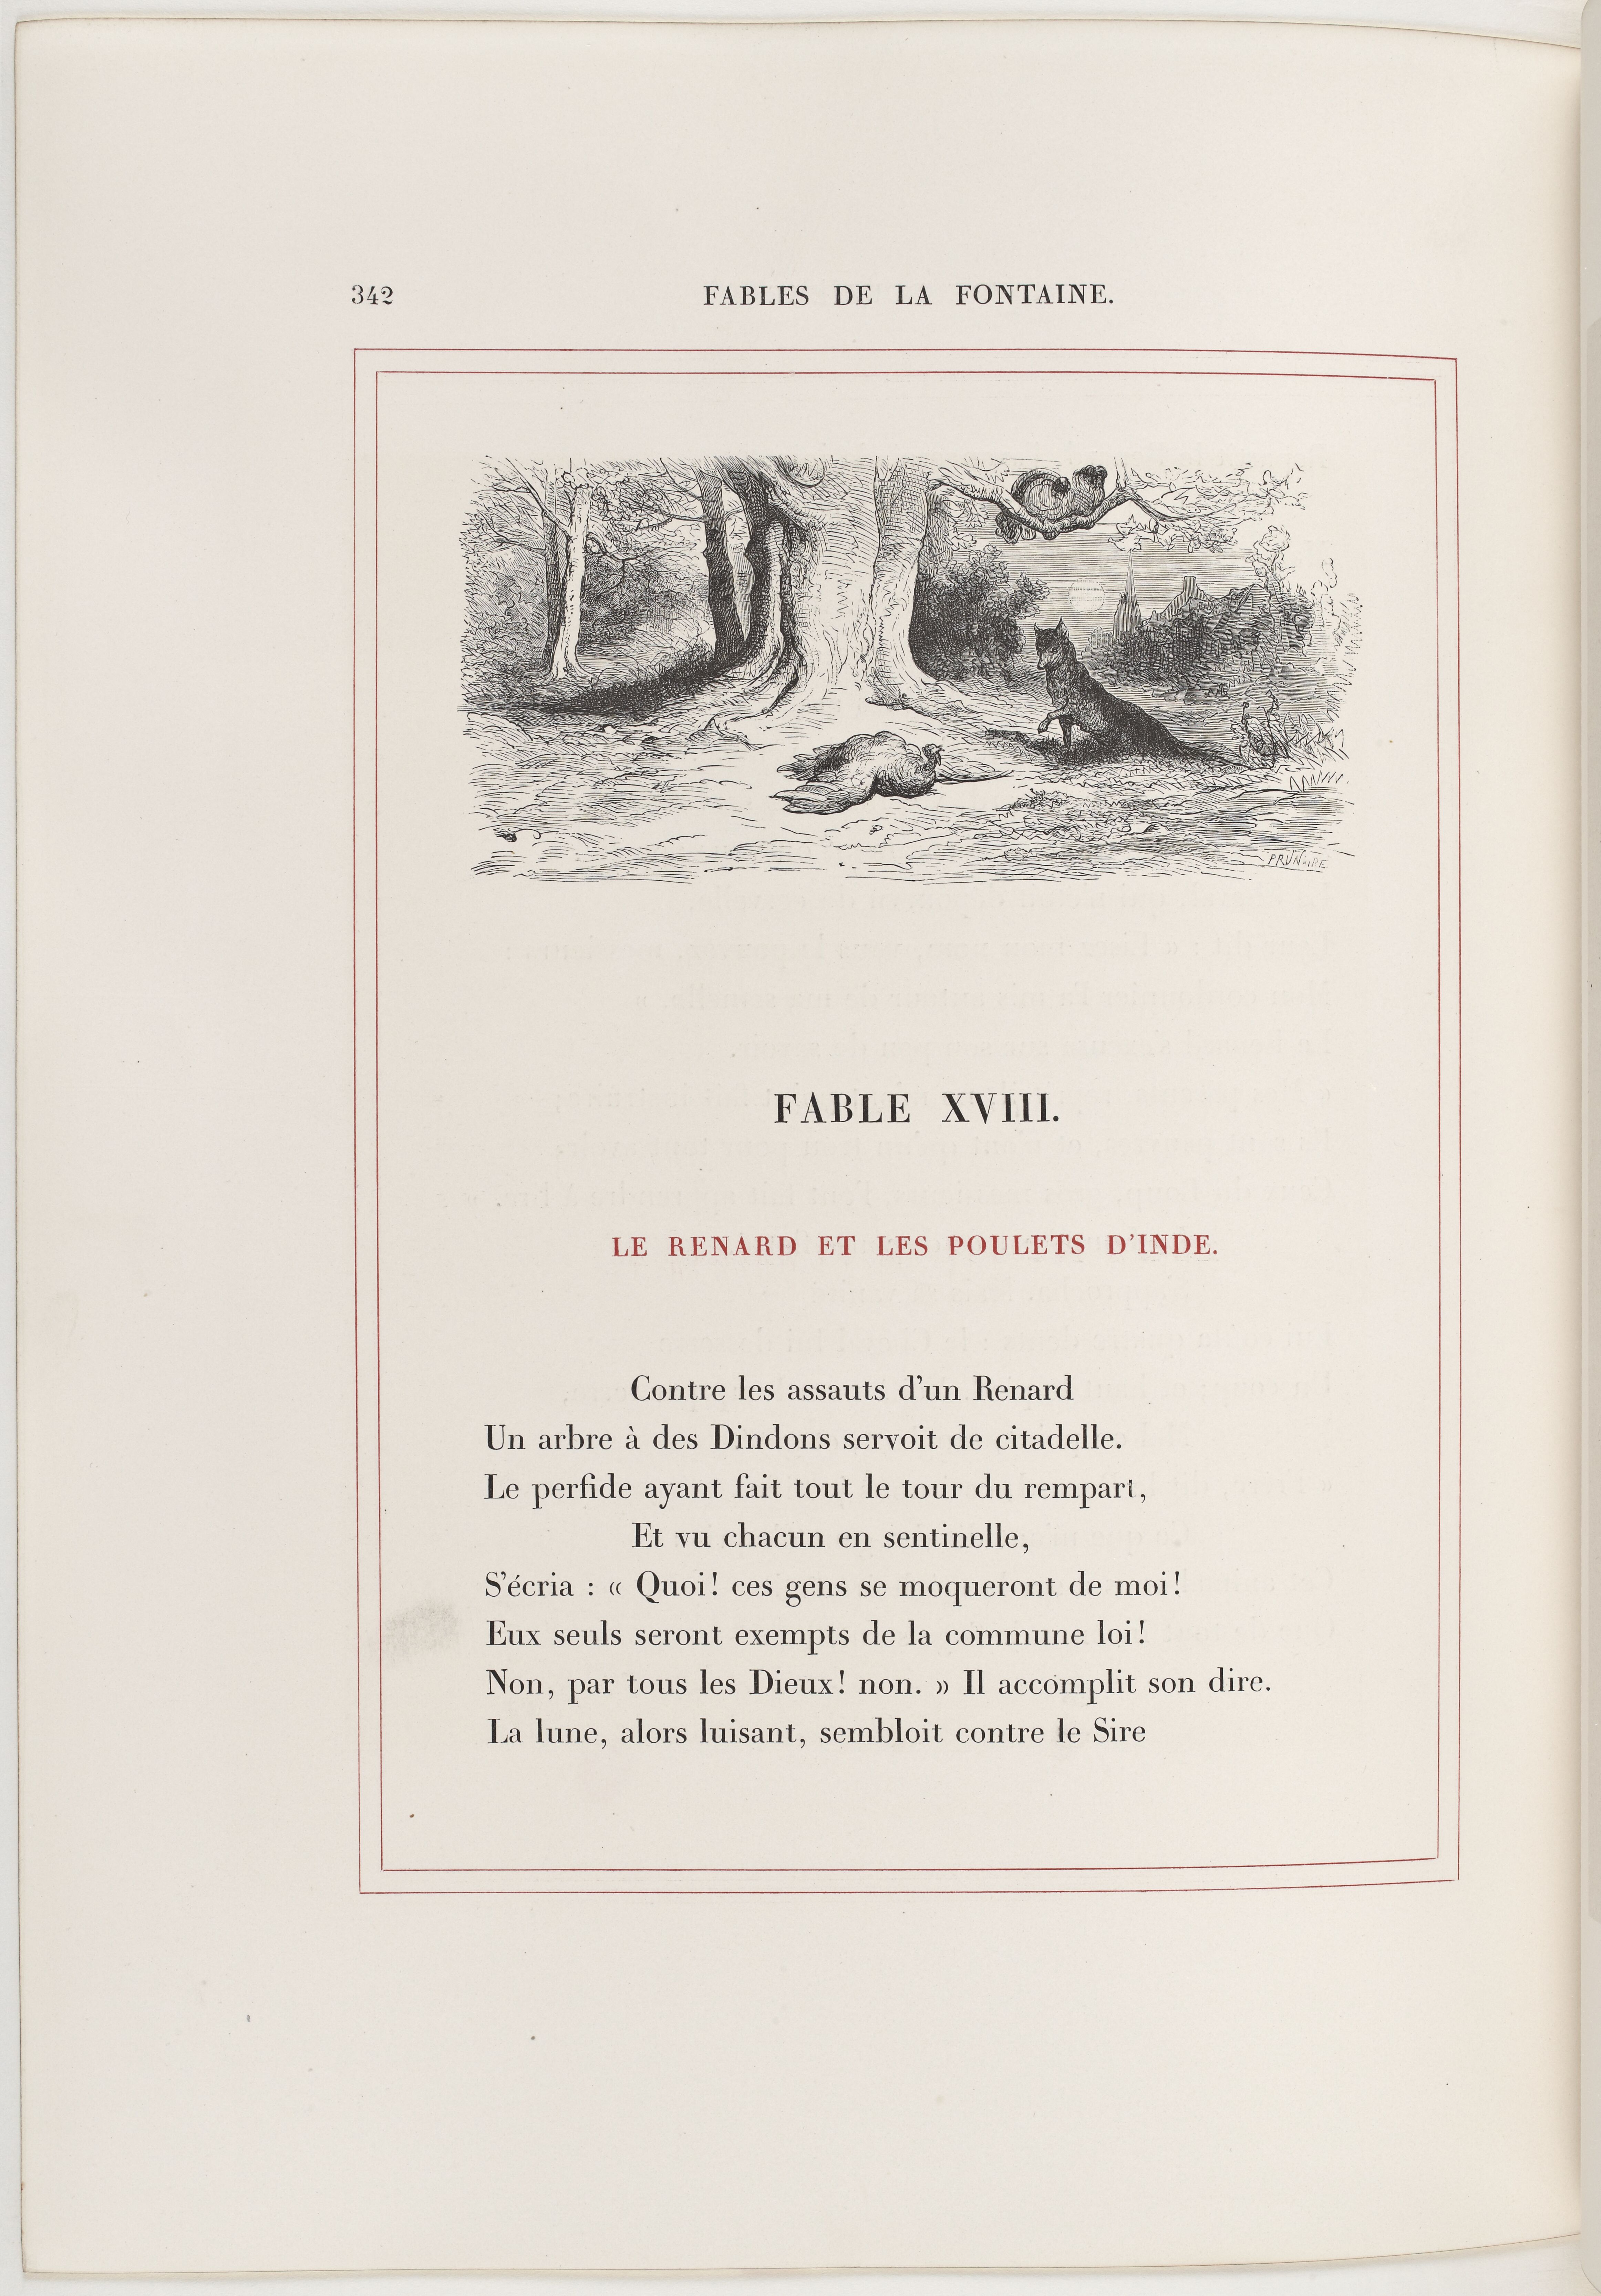 342
FABLES DE LA FONTAINE.
PRUNAIRE
FABLE XVIII.
LE RENARD ET LES POULETS D'INDE.
Contre les assauts d'un Renard
Un arbre à des Dindons servoit de citadelle.
Le perfide ayant fait tout le tour du rempart,
Et vu chacun en sentinelle,
S'écria : « Quoi! ces gens se moqueront de moi!
Eux seuls seront exempts de la commune loi!
Non, par tous les Dieux! non. » Il accomplit son dire.
La lune, alors luisant, sembloit contre le Sire